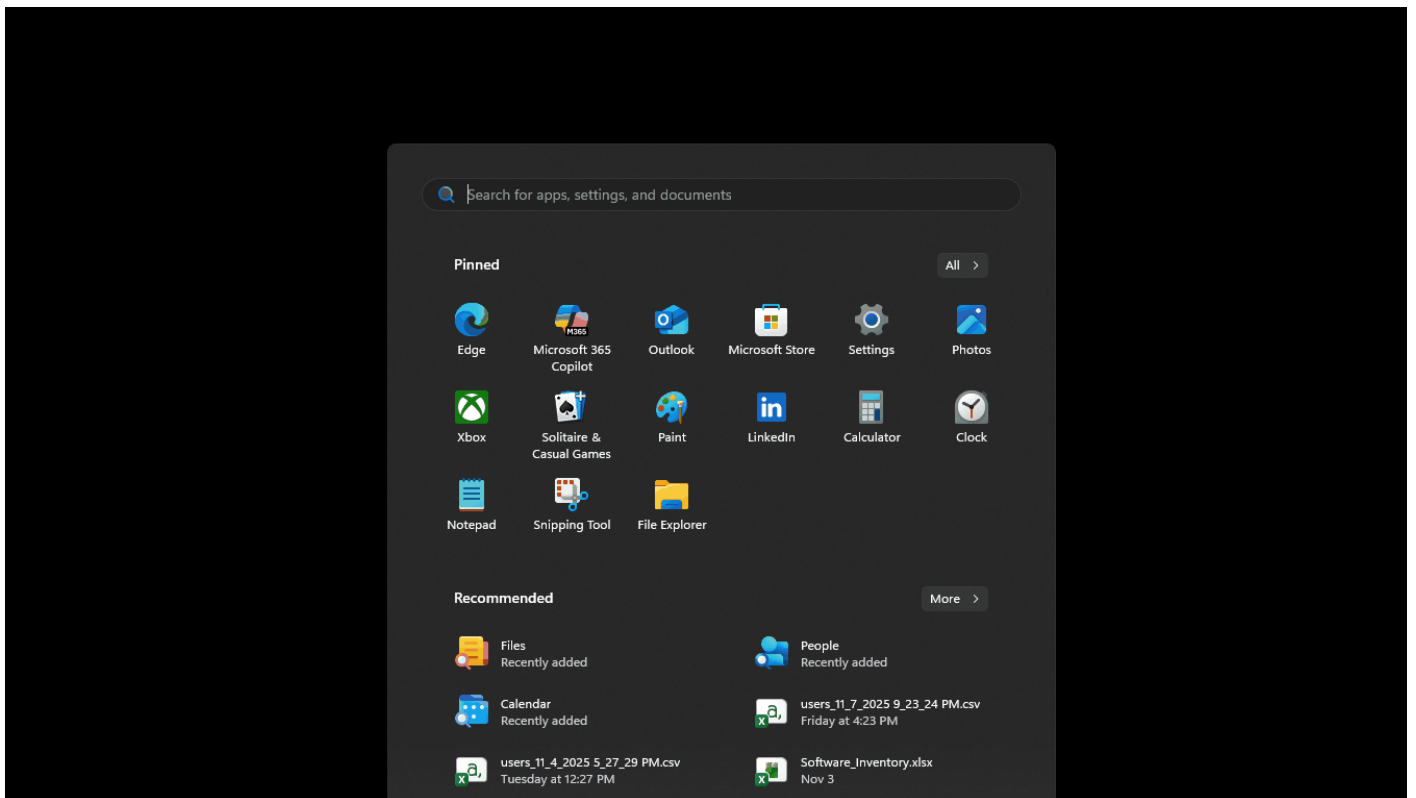 Search for apps, settings, and documents
Pinned
All
Edge
Microsoft 365
Copilot
Outlook
Microsoft Store
Settings
Photos
M365
Xbox
Solitaire &
Casual Games
Paint
LinkedIn
Calculator
Clock
Notepad
Snipping Tool
File Explorer
Recommended
More
Files
Recently added
People
Recently added
Calendar
Recently added
users_11_7_2025 9_23_24 PM.csv
Friday at 4:23 PM
users_11_4_2025 5_27_29 PM.csv
Tuesday at 12:27 PM
Software_Inventory.xlsx
Nov 3